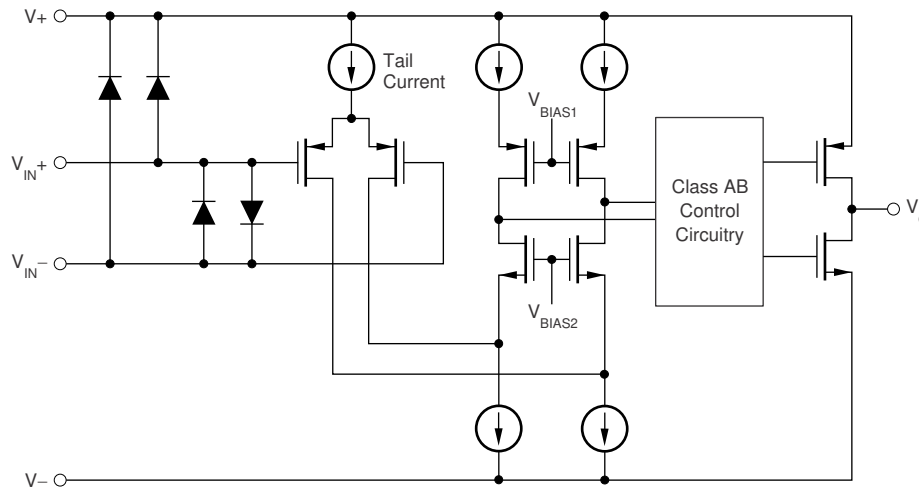 V+
Tail
Current
VBIAS1
VIN+
Class AB
Control
Circuitry
V
VIN−
VBIAS2
V−